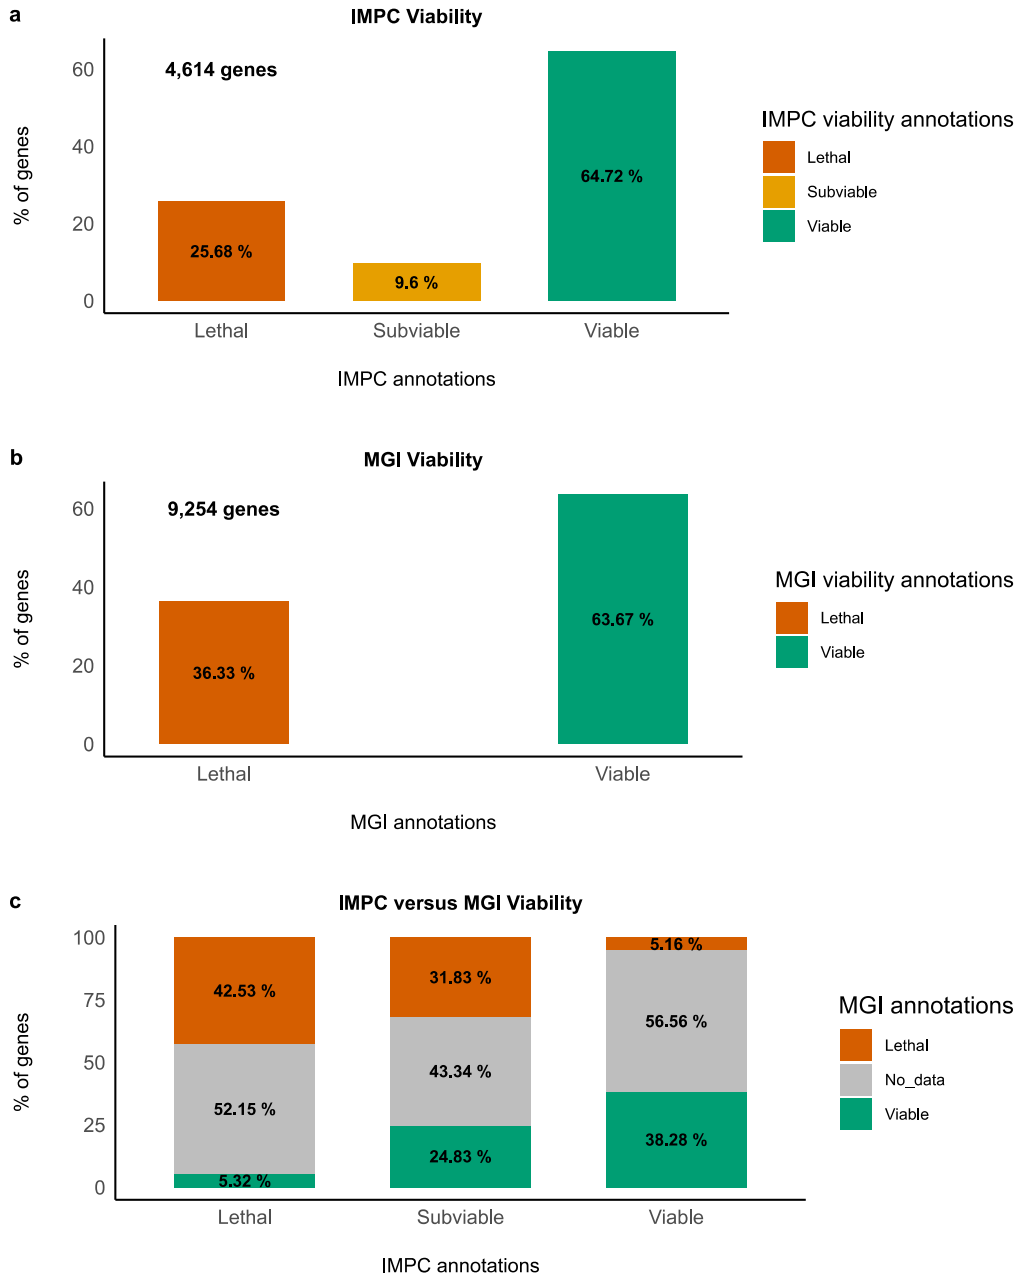 a
IMPC Viability
4,614 genes
% of genes
60
40
20
0
25.68 %
9.6 %
64.72 %
Lethal
Subviable
Viable
IMPC annotations
IMPC viability annotations
Lethal
Subviable
Viable
b
MGI Viability
9,254 genes
% of genes
60
40
20
0
36.33 %
63.67 %
Lethal
Viable
MGI annotations
MGI viability annotations
Lethal
Viable
c
IMPC versus MGI Viability
% of genes
100
75
50
25
0
42.53 %
52.15 %
5.32 %
31.83 %
43.34 %
24.83 %
5.16 %
56.56 %
38.28 %
Lethal
Subviable
Viable
IMPC annotations
MGI annotations
Lethal
No_data
Viable